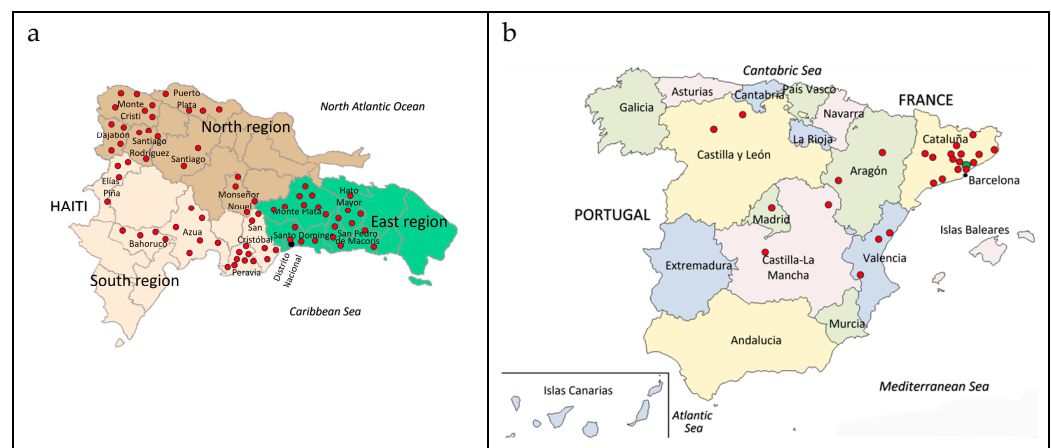 a
North Atlantic Ocean
Puerto
Plata
Monte
Cristi
North region
Dajabón
Santiago
Rodríguez
Santiago
Elías
Piña
HAITI
Monseñor
Nouel
Hato
Mayor
Monte Plata
East region
San
Cristóbal
Santo Domingo
San Pedro
de Macorís
Azua
Bahoruco
South region
Peravia
Distrito
Nacional
Caribbean Sea
b
Cantabric Sea
Asturias
Cantabria
País Vasco
FRANCE
Galicia
Navarra
La Rioja
Cataluña
Castilla y León
Aragón
Barcelona
PORTUGAL
Madrid
Islas Baleares
Extremadura
Castilla-La
Mancha
Valencia
Murcia
Andalucia
Mediterranean Sea
Islas Canarias
Atlantic
Sea